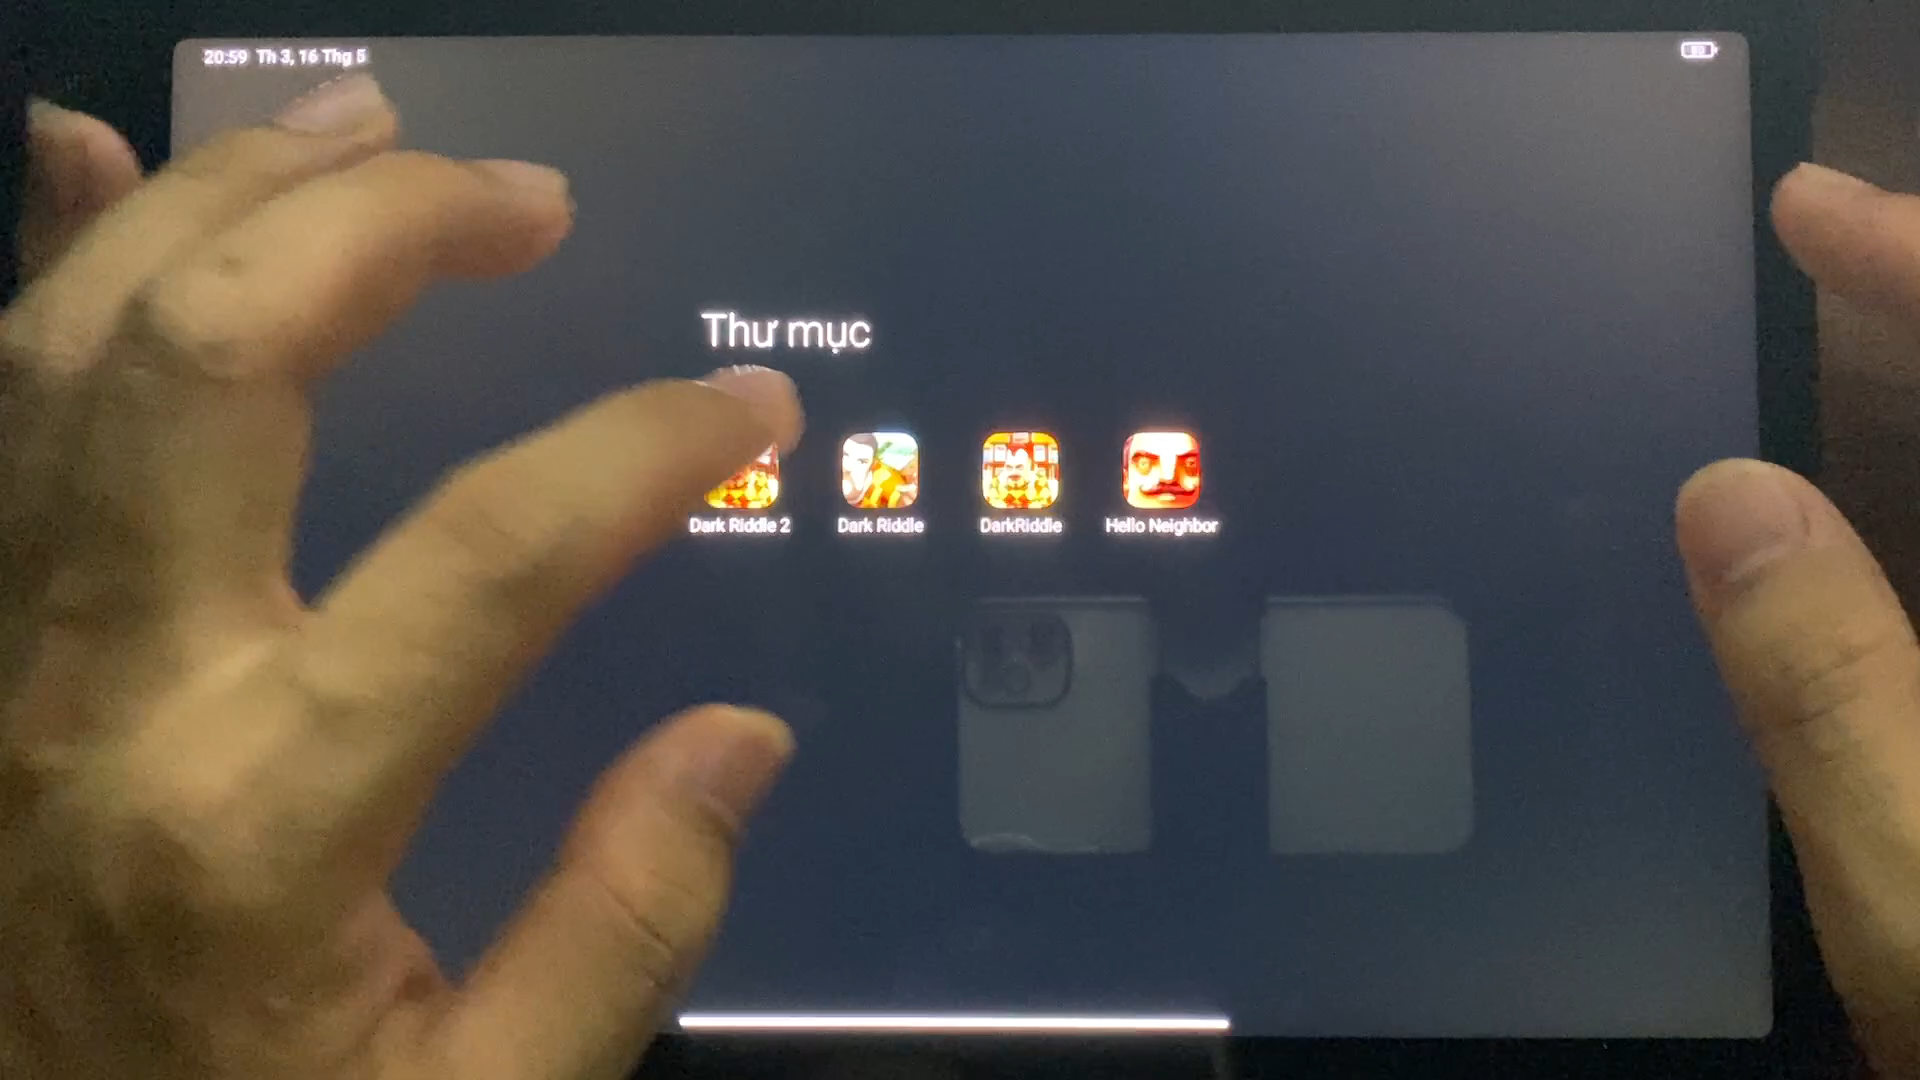 20:59 Th 3, 16 Thg 5
Thư mục
Dark Riddle 2
Dark Riddle
DarkRiddle
Hello Neighbor